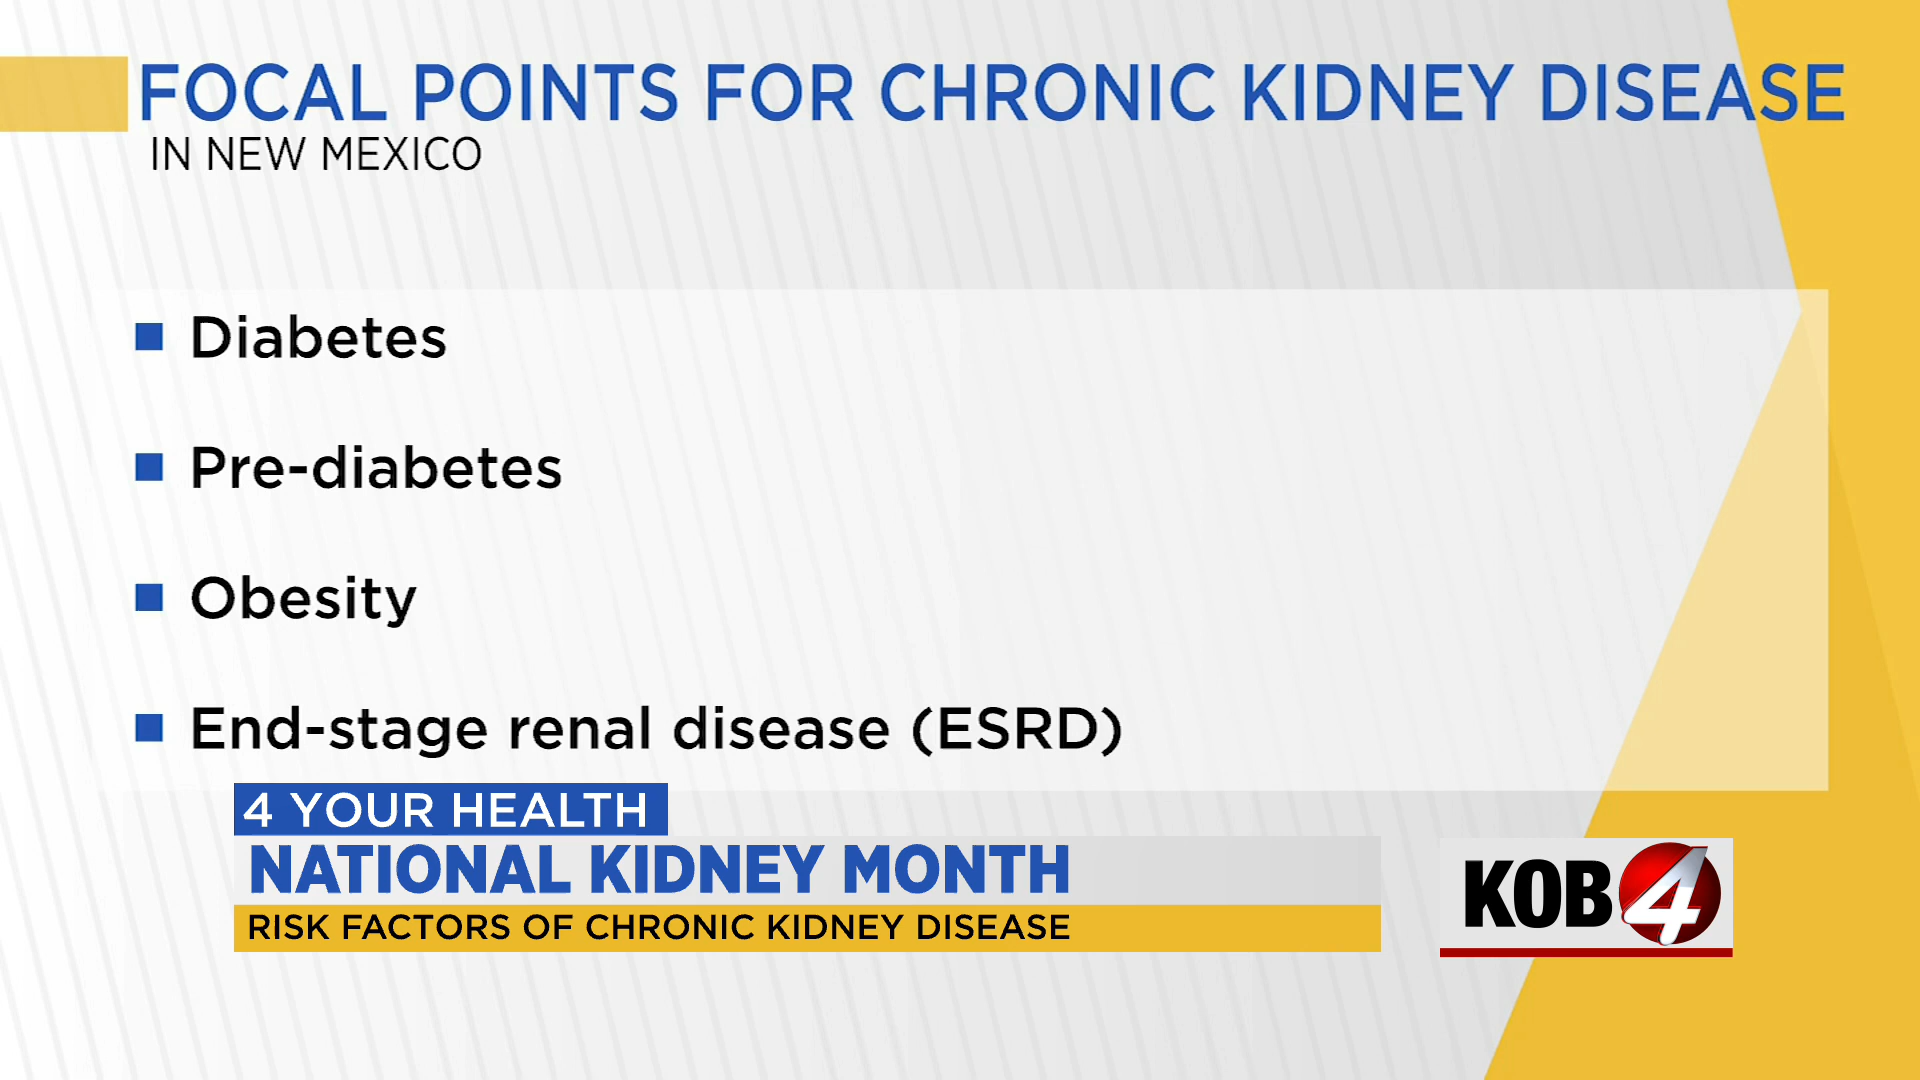 FOCAL POINTS FOR CHRONIC KIDNEY DISEASE
IN NEW MEXICO
Diabetes
Pre-diabetes
Obesity
End-stage renal disease (ESRD)
4 YOUR HEALTH
NATIONAL KIDNEY MONTH
RISK FACTORS OF CHRONIC KIDNEY DISEASE
KOB 4